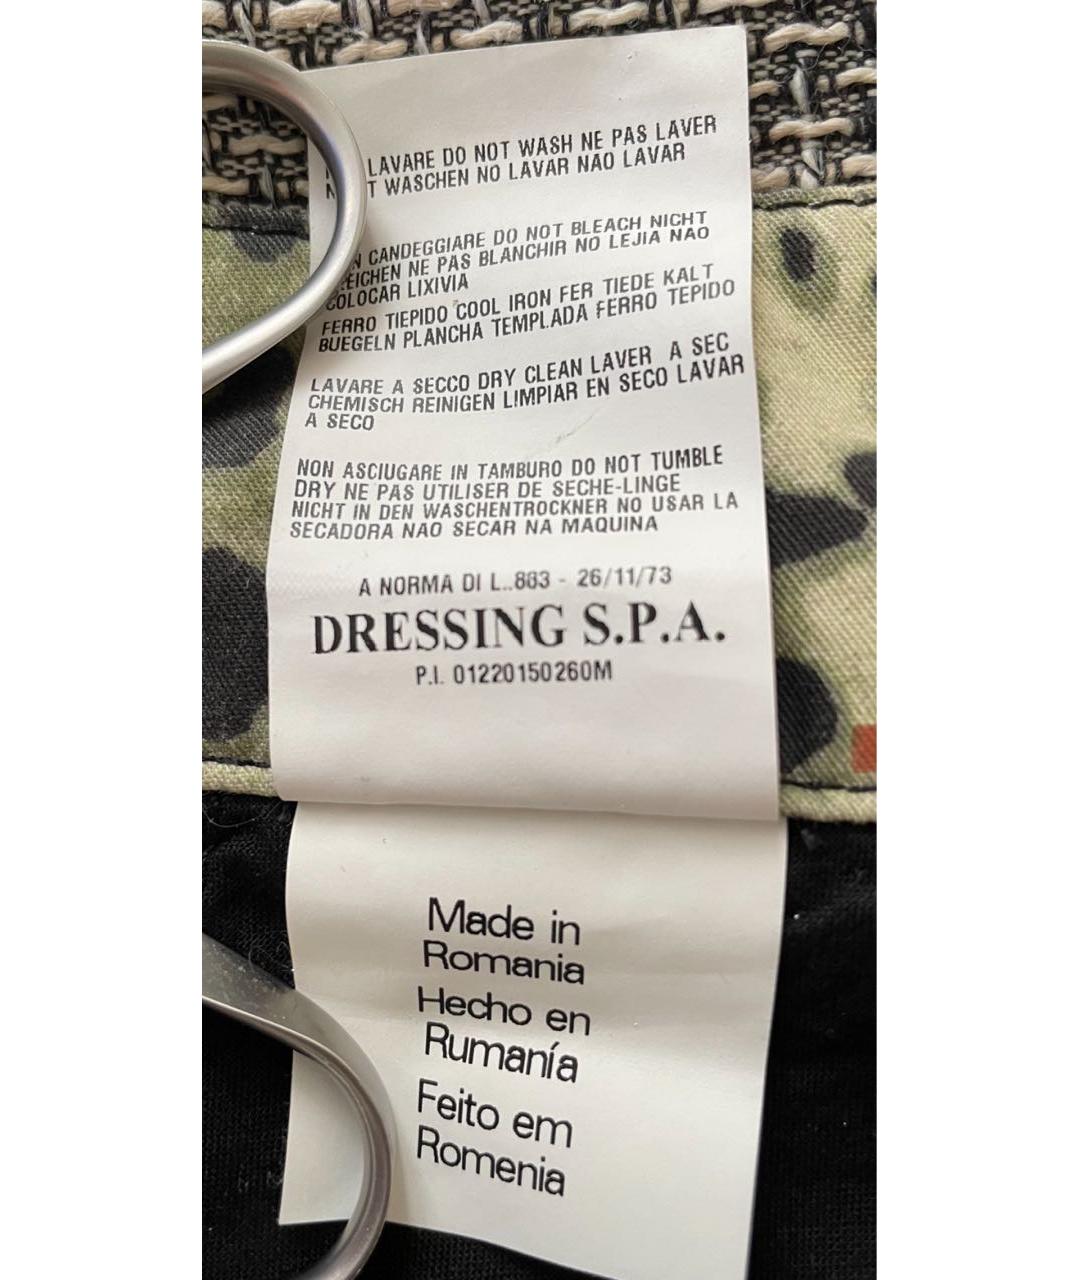 LAVARE DO NOT WASH NE PAS LAVER
WASCHEN NO LAVAR NAO LAVAR
CANDEGGIARE DO NOT BLEACH NICHT
NE PAS BLANCHIR NO LEJIA NAO
COLOCAR LIXIVIA
FERRO TIEPIDO COOL IRON FER TIEDE KALT
BUEGELN PLANCHA TEMPLADA FERRO TEPIDO
LAVARE A SECCO DRY CLEAN LAVER A SEC
CHEMISCH REINIGEN LIMPIAR EN SECO LAVAR
A SECO
NON ASCIUGARE IN TAMBURO DO NOT TUMBLE
DRY NE PAS UTILISER DE SECHE-LINGE
NICHT IN DEN WASCHENTROCKNER NO USAR LA
SECADORA NAO SECAR NA MAQUINA
A NORMA DI L..883 - 26/11/73
DRESSING S.P.A.
P.I. 01220150260M
Made in
Romania
Hecho en
Rumanía
Feito em
Romenia